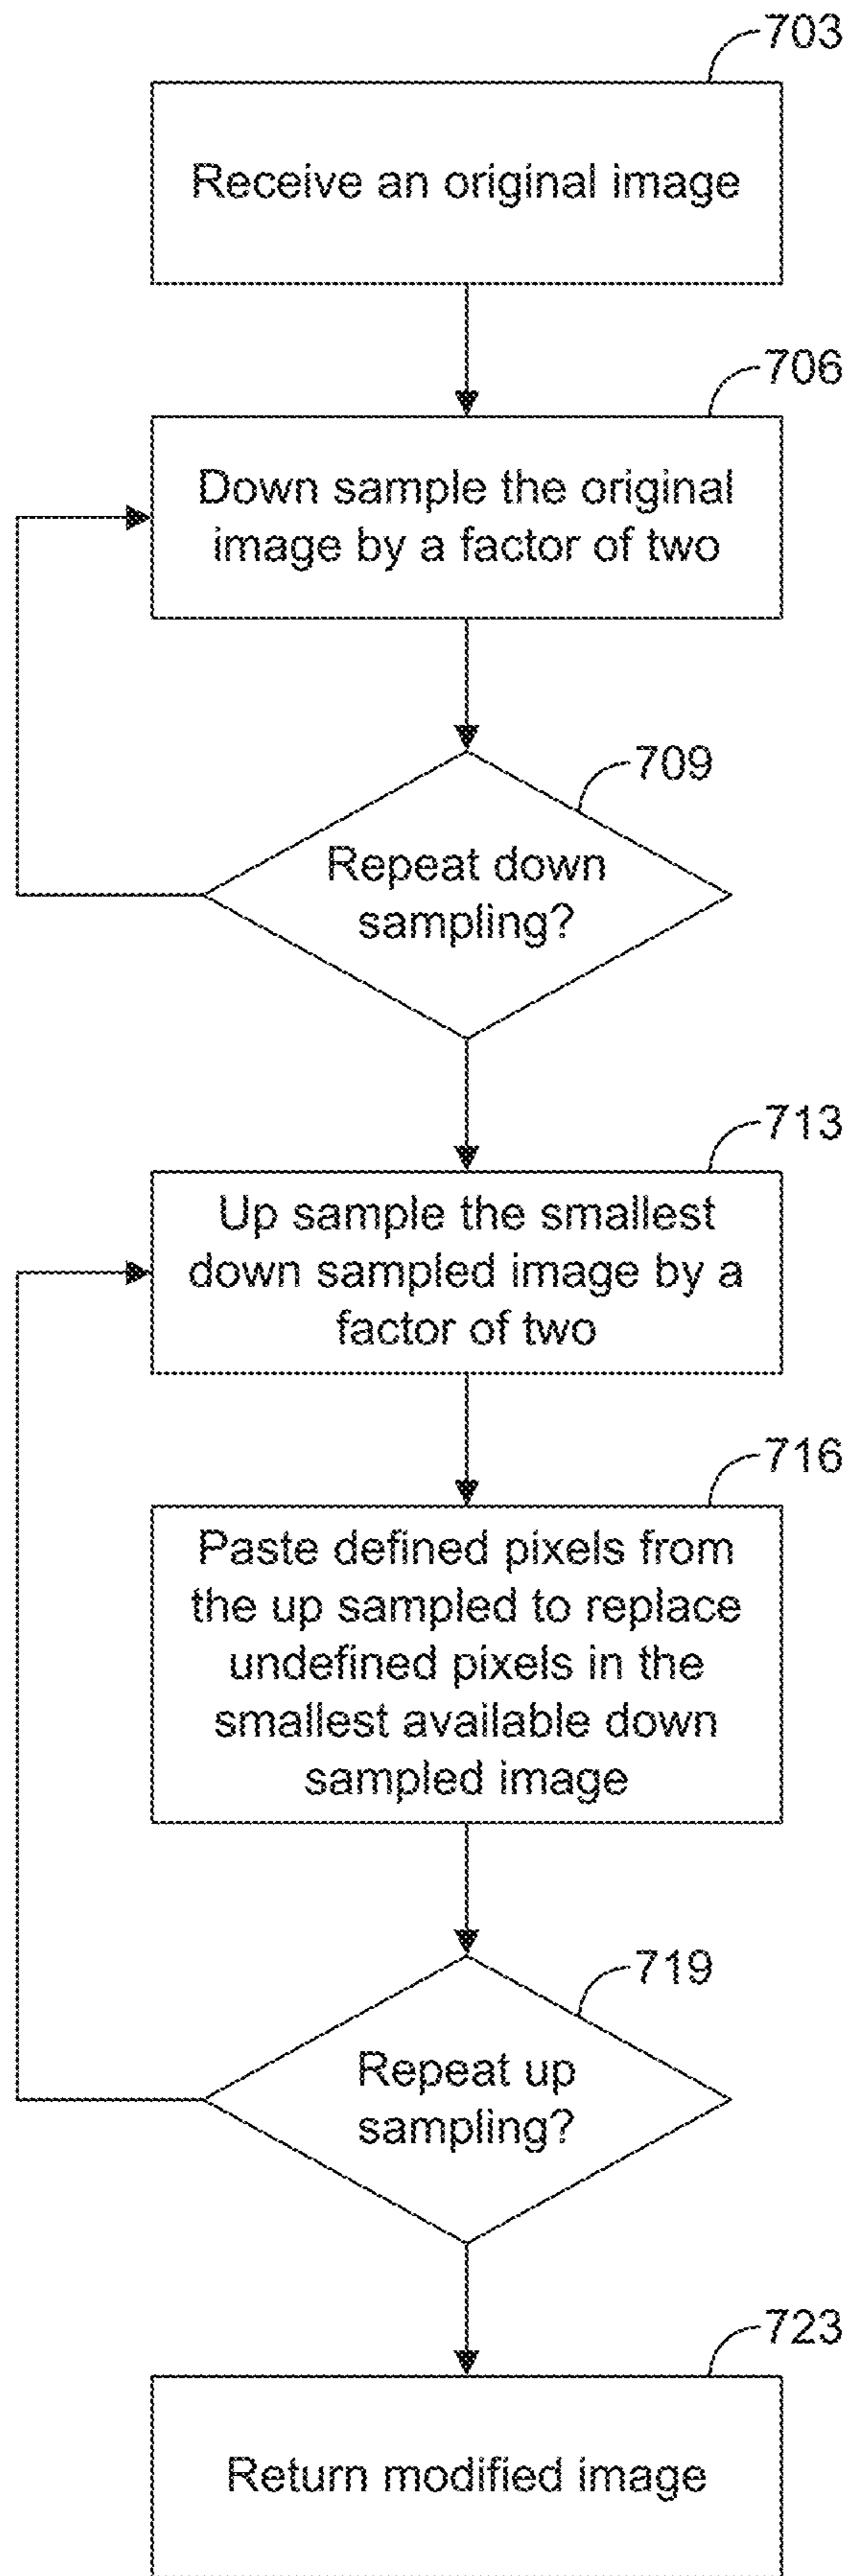 703
Receive an original image
706
Down sample the original
image by a factor of two
709
Repeat down
sampling?
713
Up sample the smallest
down sampled image by a
factor of two
716
Paste defined pixels from
the up sampled to replace
undefined pixels in the
smallest available down
sampled image
719
Repeat up
sampling?
723
Return modified image